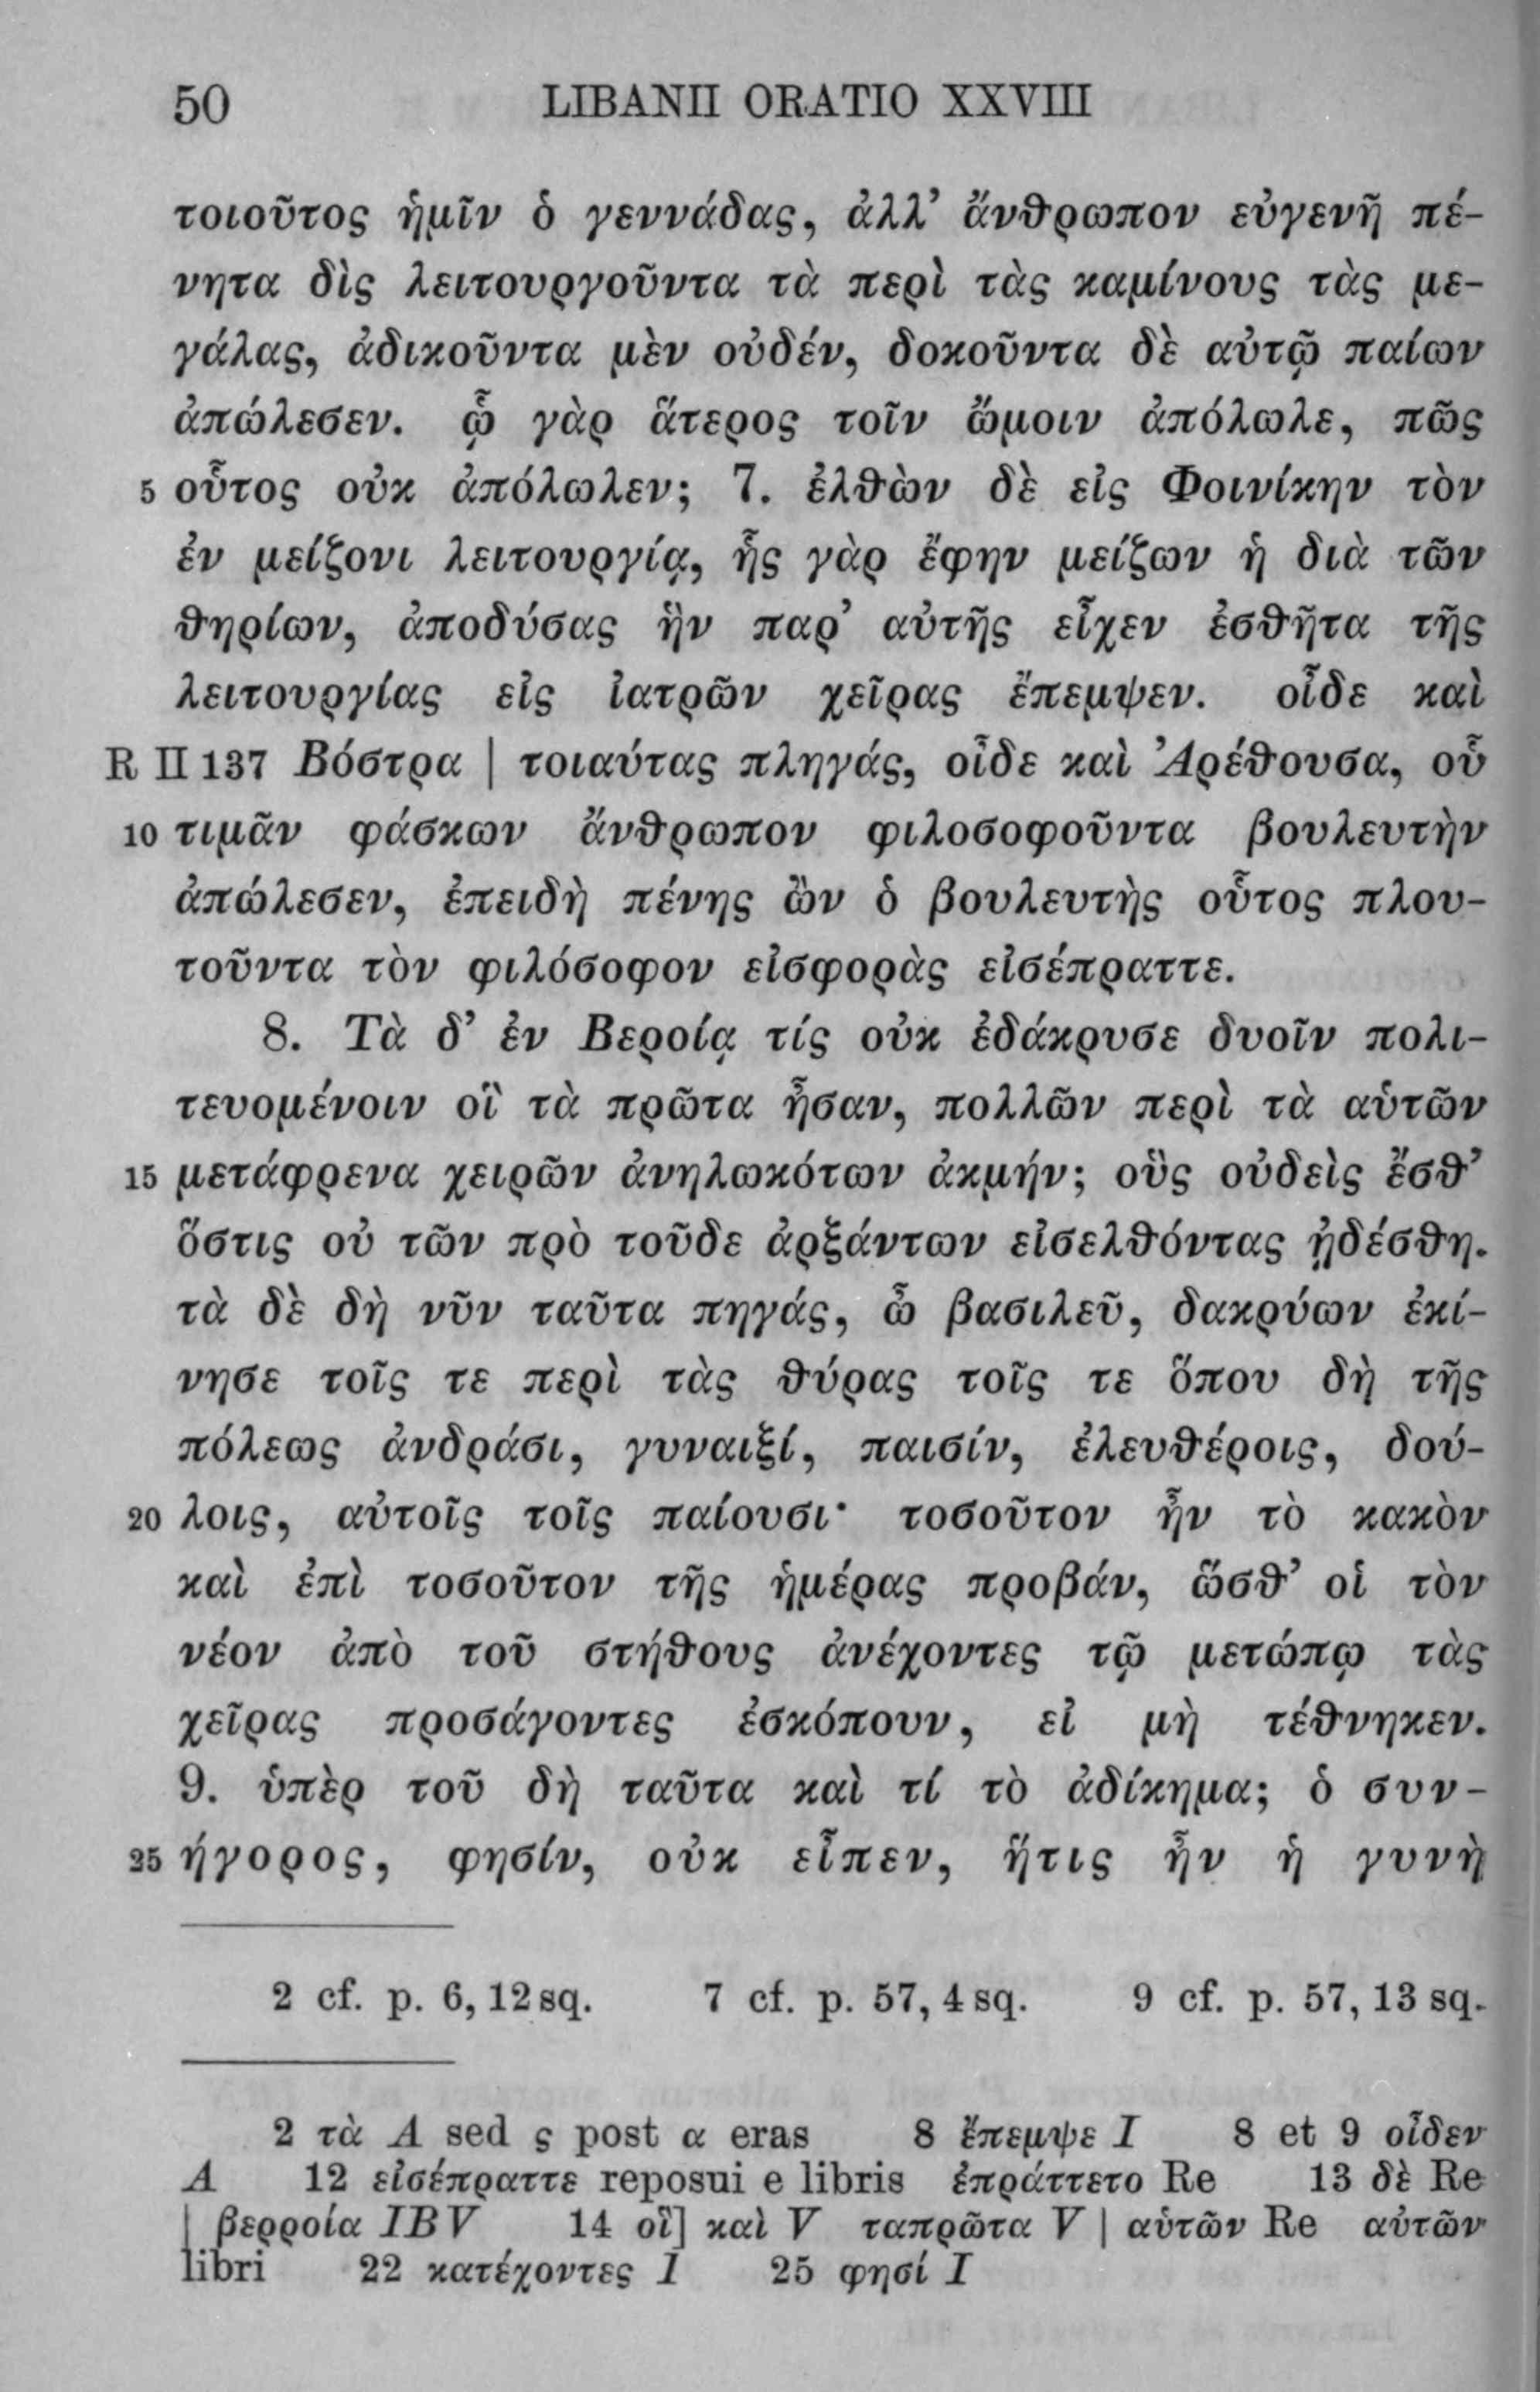 50 LIBANII ORATIO XXVIII
τοιοῦτος ἡμῖν ὁ γεννάδας, ἀλλ’ ἄνθρωπον εὐγενῆ πέ-
νητα δὶς λειτουργοῦντα τὰ περὶ τὰς καμίνους τὰς με-
γάλας, ἀδικοῦντα μὲν οὐδέν, δοκοῦντα δὲ αὐτῷ παίων
ἀπώλεσεν. ᾧ γὰρ ἅτερος τοῖν ὤμοιν ἀπόλωλε, πῶς
5 οὗτος οὐκ ἀπόλωλεν; 7. ἐλθὼν δὲ εἰς Φοινίκην τὸν
ἐν μείζονι λειτουργίᾳ, ἧς γὰρ ἔφην μείζων ἡ διὰ τῶν
θηρίων, ἀποδύσας ἣν παρ’ αὐτῆς εἶχεν ἐσθῆτα τῆς
λειτουργίας εἰς ἰατρῶν χεῖρας ἔπεμψεν. οἶδε καὶ
R II 137 Βόστρα | τοιαύτας πληγάς, οἶδε καὶ Ἀρέθουσα, οὗ
10 τιμᾶν φάσκων ἄνθρωπον φιλοσοφοῦντα βουλευτὴν
ἀπώλεσεν, ἐπειδὴ πένης ὢν ὁ βουλευτὴς οὗτος πλου-
τοῦντα τὸν φιλόσοφον εἰσφορὰς εἰσέπραττε.
8. Τὰ δ’ ἐν Βεροίᾳ τίς οὐκ ἐδάκρυσε δυοῖν πολι-
τευομένοιν οἳ τὰ πρῶτα ἦσαν, πολλῶν περὶ τὰ αὑτῶν
15 μετάφρενα χειρῶν ἀνηλωκότων ἀκμήν; οὓς οὐδεὶς ἔσθ’
ὅστις οὐ τῶν πρὸ τοῦδε ἀρξάντων εἰσελθόντας ᾐδέσθη.
τὰ δὲ δὴ νῦν ταῦτα πηγάς, ὦ βασιλεῦ, δακρύων ἐκί-
νησε τοῖς τε περὶ τὰς θύρας τοῖς τε ὅπου δὴ τῆς
πόλεως ἀνδράσι, γυναιξί, παισίν, ἐλευθέροις, δού-
20 λοις, αὐτοῖς τοῖς παίουσι· τοσοῦτον ἦν τὸ κακὸν
καὶ ἐπὶ τοσοῦτον τῆς ἡμέρας προβάν, ὥσθ’ οἱ τὸν
νέον ἀπὸ τοῦ στήθους ἀνέχοντες τῷ μετώπῳ τὰς
χεῖρας προσάγοντες ἐσκόπουν, εἰ μὴ τέθνηκεν.
9. ὑπὲρ τοῦ δὴ ταῦτα καὶ τί τὸ ἀδίκημα; ὁ συν-
25 ήγορος, φησίν, οὐκ εἶπεν, ἥτις ἦν ἡ γυνὴ
2 cf. p. 6, 12 sq. 7 cf. p. 57, 4 sq. 9 cf. p. 57, 13 sq.
2 τὰ A sed ς post α eras 8 ἔπεμψε I 8 et 9 οἶδεν
A 12 εἰσέπραττε reposui e libris ἐπράττετο Re 13 δὲ Re
| βερροία IBV 14 οἳ] καὶ V ταπρῶτα V | αὑτῶν Re αὐτῶν
libri 22 κατέχοντες I 25 φησί I